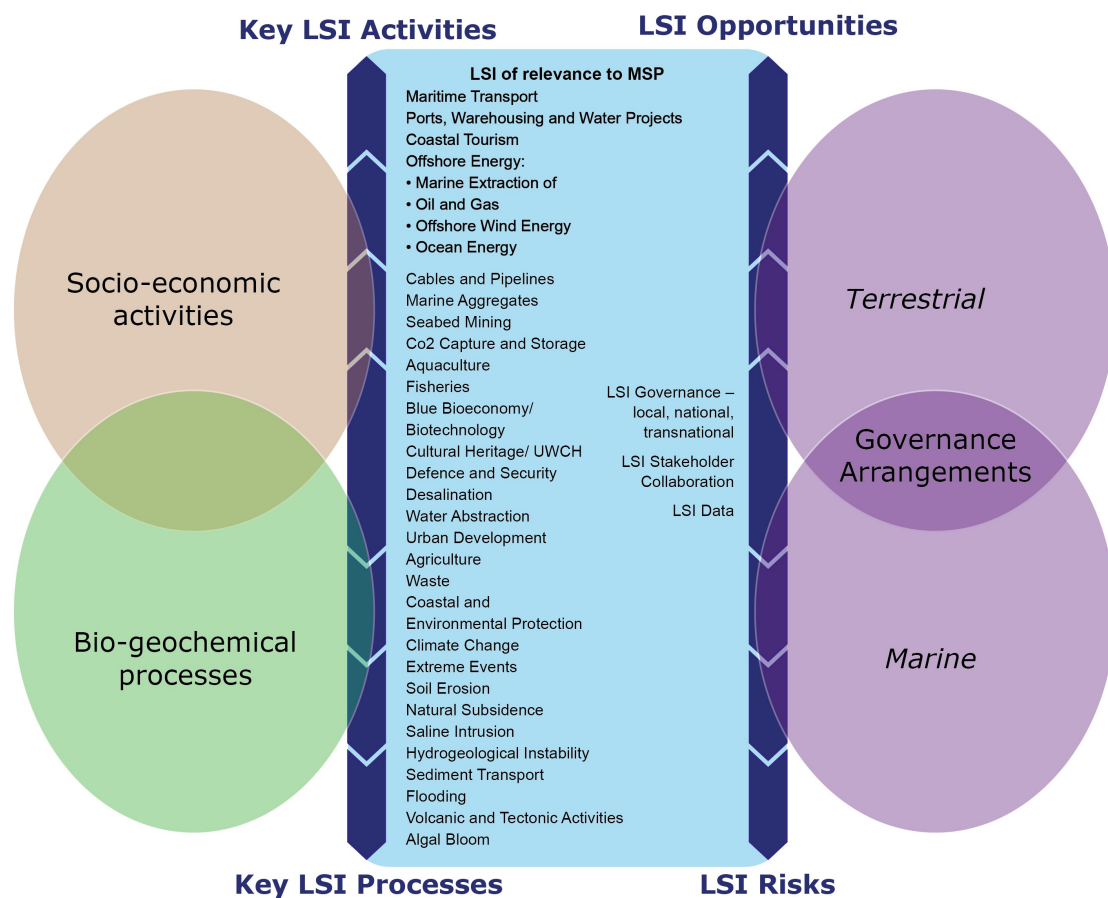 Key LSI Activities
LSI Opportunities
LSI of relevance to MSP
Maritime Transport
Ports, Warehousing and Water Projects
Coastal Tourism
Offshore Energy:
• Marine Extraction of
• Oil and Gas
• Offshore Wind Energy
• Ocean Energy
Cables and Pipelines
Marine Aggregates
Seabed Mining
Co2 Capture and Storage
Aquaculture
Fisheries
Blue Bioeconomy/
Biotechnology
Cultural Heritage/ UWCH
Defence and Security
Desalination
Water Abstraction
Urban Development
Agriculture
Waste
Coastal and
Environmental Protection
Climate Change
Extreme Events
Soil Erosion
Natural Subsidence
Saline Intrusion
Hydrogeological Instability
Sediment Transport
Flooding
Volcanic and Tectonic Activities
Algal Bloom
LSI Governance –
local, national,
transnational
LSI Stakeholder
Collaboration
LSI Data
Socio-economic
activities
Bio-geochemical
processes
Terrestrial
Governance
Arrangements
Marine
Key LSI Processes
LSI Risks